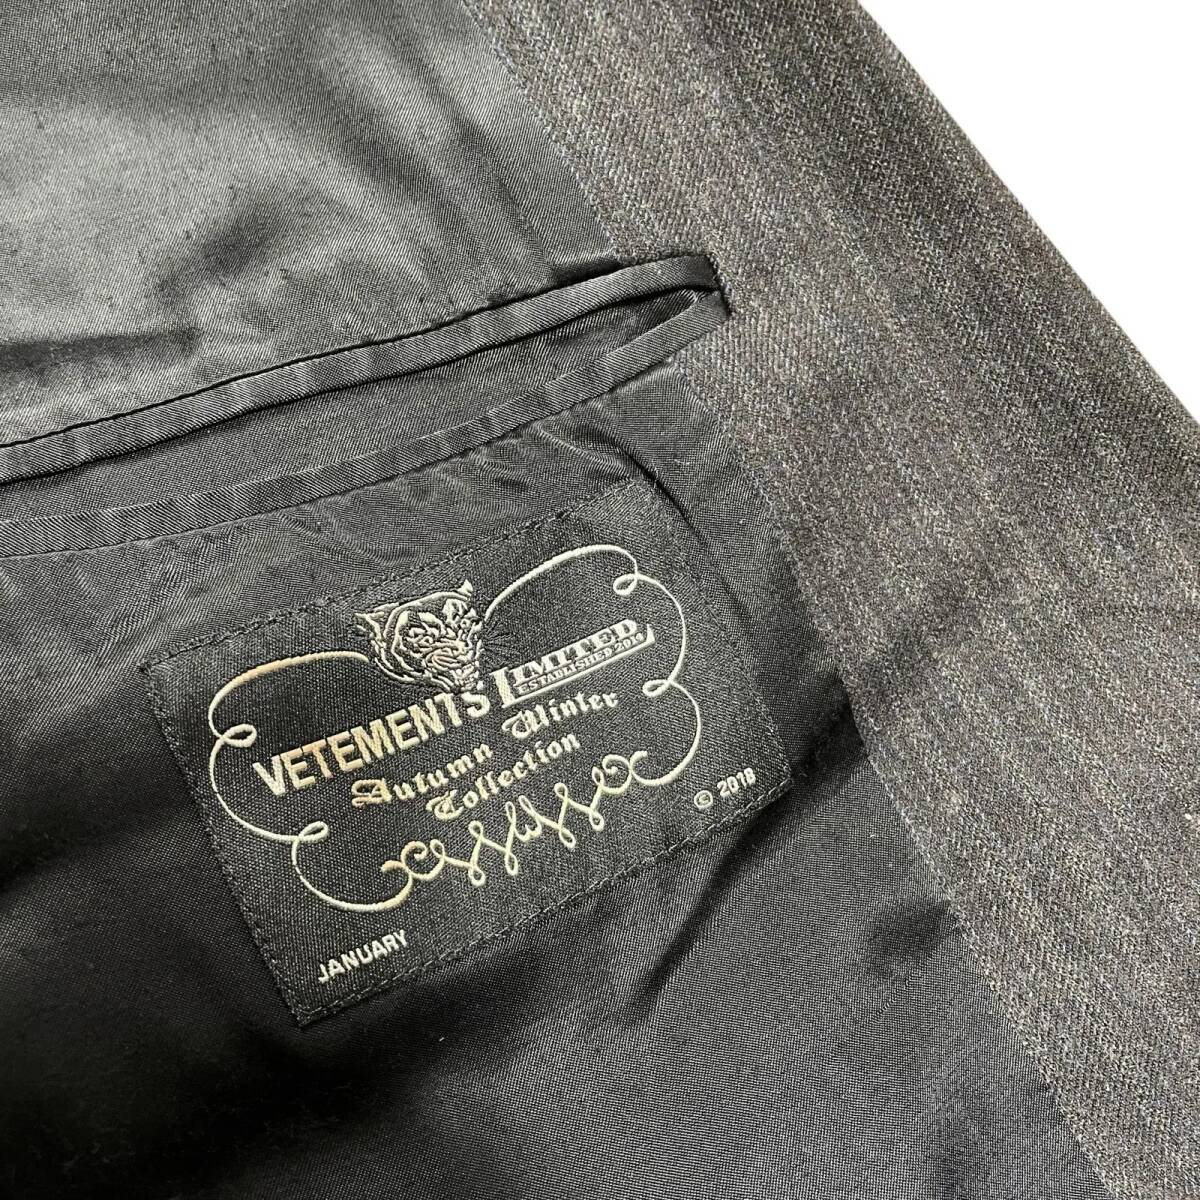 VETEMENTS LIMITED
ESTABLISHED 2014
Autumn Winter
Collection
© 2018
JANUARY